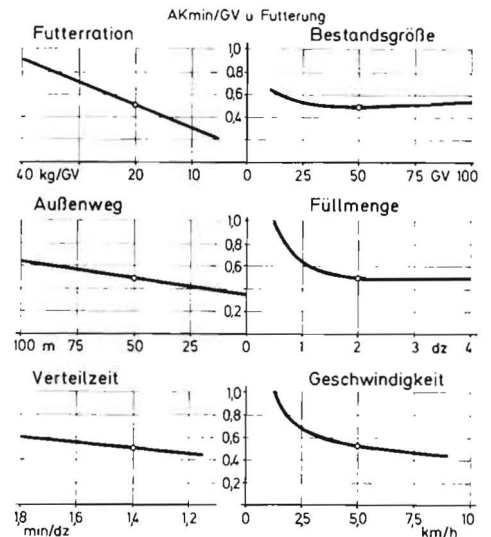 AKmin/GV u Futterung
Futterration
Bestandsgröße
1,0
0,8
0,6
0,4
40 kg/GV 20 10 0 25 50 75 GV 100
Außenweg
Füllmenge
1,0
0,8
0,6
0,2
100 m 75 50 25 0 1 2 3 dz 4
Verteilzeit
Geschwindigkeit
1,0
0,8
0,6
0,4
0,2
1,8 1,6 1,4 1,2 0 2,5 5,0 7,5 10
min/dz
km/h